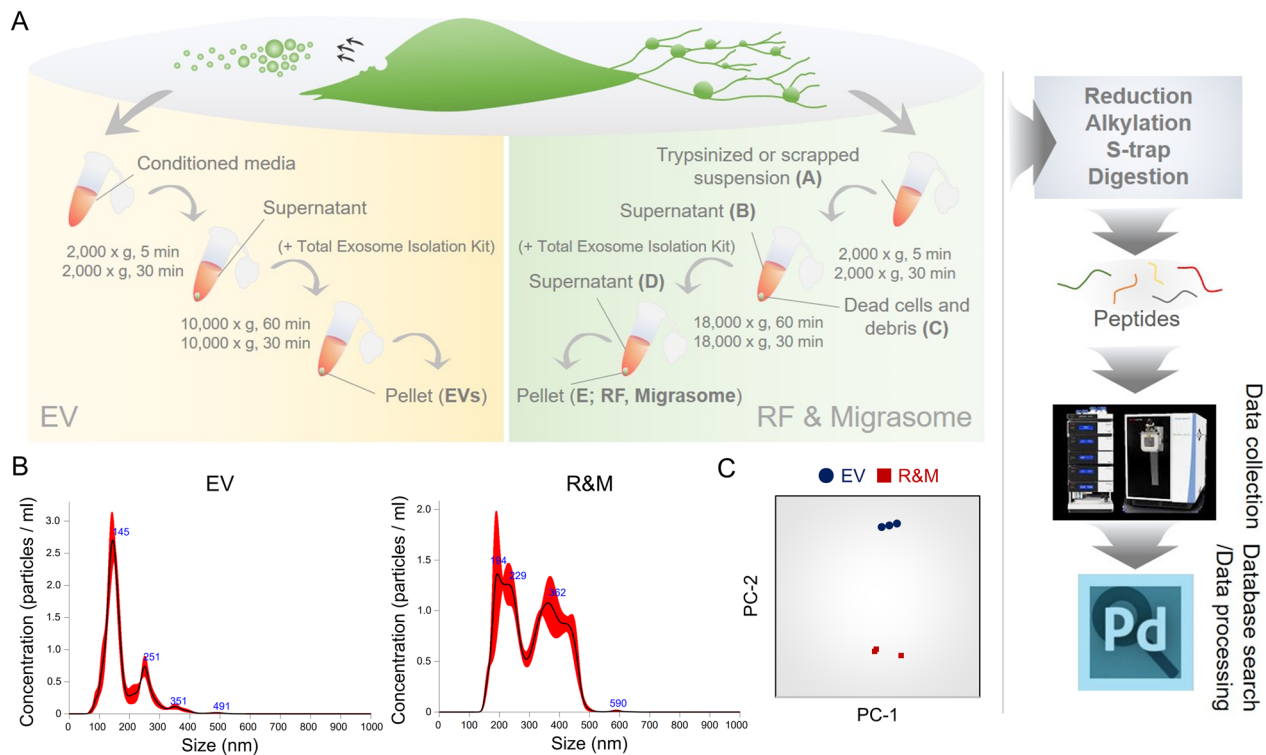 A
Conditioned media
Supernatant
2,000 x g, 5 min
2,000 x g, 30 min
(+ Total Exosome Isolation Kit)
10,000 x g, 60 min
10,000 x g, 30 min
Pellet (EVs)
EV
Trypsinized or scrapped
suspension (A)
Supernatant (B)
2,000 x g, 5 min
2,000 x g, 30 min
(+ Total Exosome Isolation Kit)
Supernatant (D)
Dead cells and
debris (C)
18,000 x g, 60 min
18,000 x g, 30 min
Pellet (E; RF, Migrasome)
RF & Migrasome
Reduction
Alkylation
S-trap
Digestion
Peptides
Data collection
Pd
Database search
/Data processing
B
EV
Concentration (particles / ml)
3.0
2.5
2.0
1.5
1.0
0.5
0
145
251
351
491
0 100 200 300 400 500 600 700 800 900 1000
Size (nm)
R&M
Concentration (particles / ml)
2.0
1.5
1.0
0.5
0
194
229
362
590
0 100 200 300 400 500 600 700 800 900 1000
Size (nm)
C
EV R&M
PC-2
PC-1